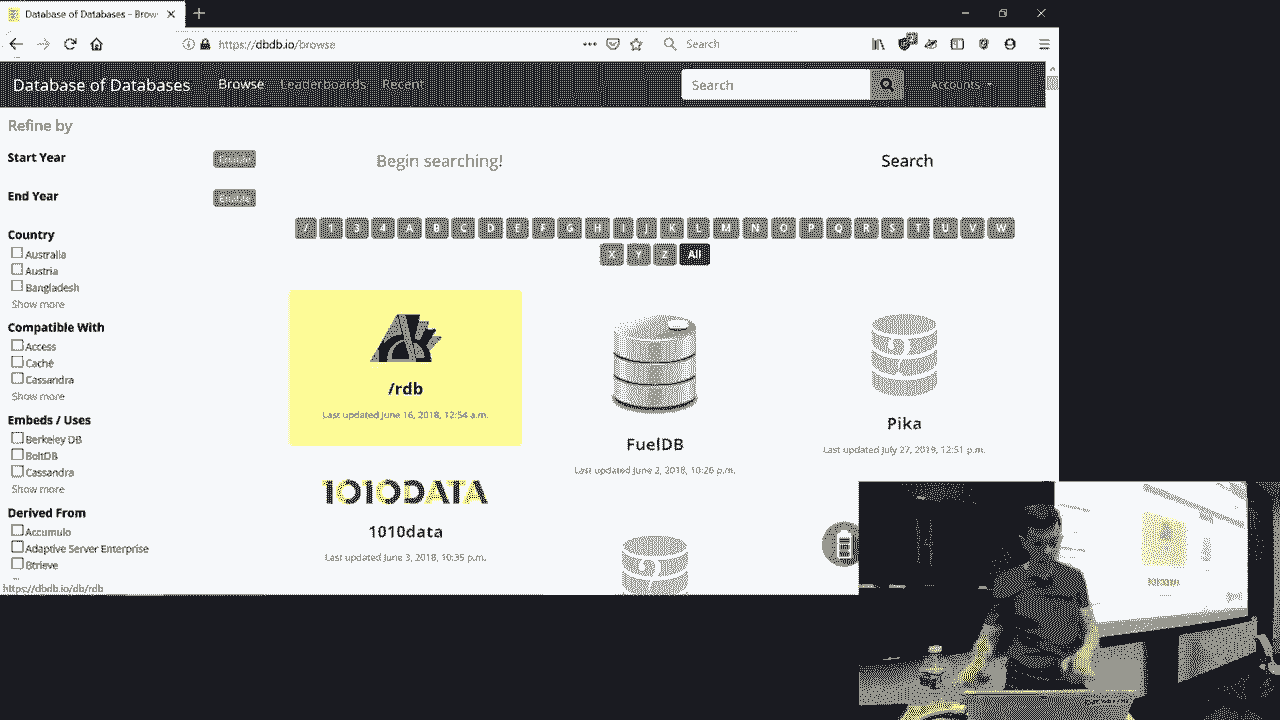 Database of Databases - Brow
https://dbdb.io/browse
Search
Database of Databases
Browse
Leaderboards
Recent
Search
Accounts
Refine by
Start Year
Enable
End Year
Enable
Country
Australia
Austria
Bangladesh
Show more
Compatible With
Access
Caché
Cassandra
Show more
Embeds / Uses
Berkeley DB
BoltDB
Cassandra
Show more
Derived From
Accumulo
Adaptive Server Enterprise
Btrieve
https://dbdb.io/db/rdb
Begin searching!
Search
/ 1 3 4 A B C D E F G H I J K L M N O P Q R S T U V W
X Y Z All
/rdb
Last updated June 16, 2018, 12:54 a.m.
FuelDB
Last updated June 2, 2018, 10:26 p.m.
Pika
Last updated July 27, 2019, 12:51 p.m.
1010DATA
1010data
Last updated June 3, 2018, 10:35 p.m.